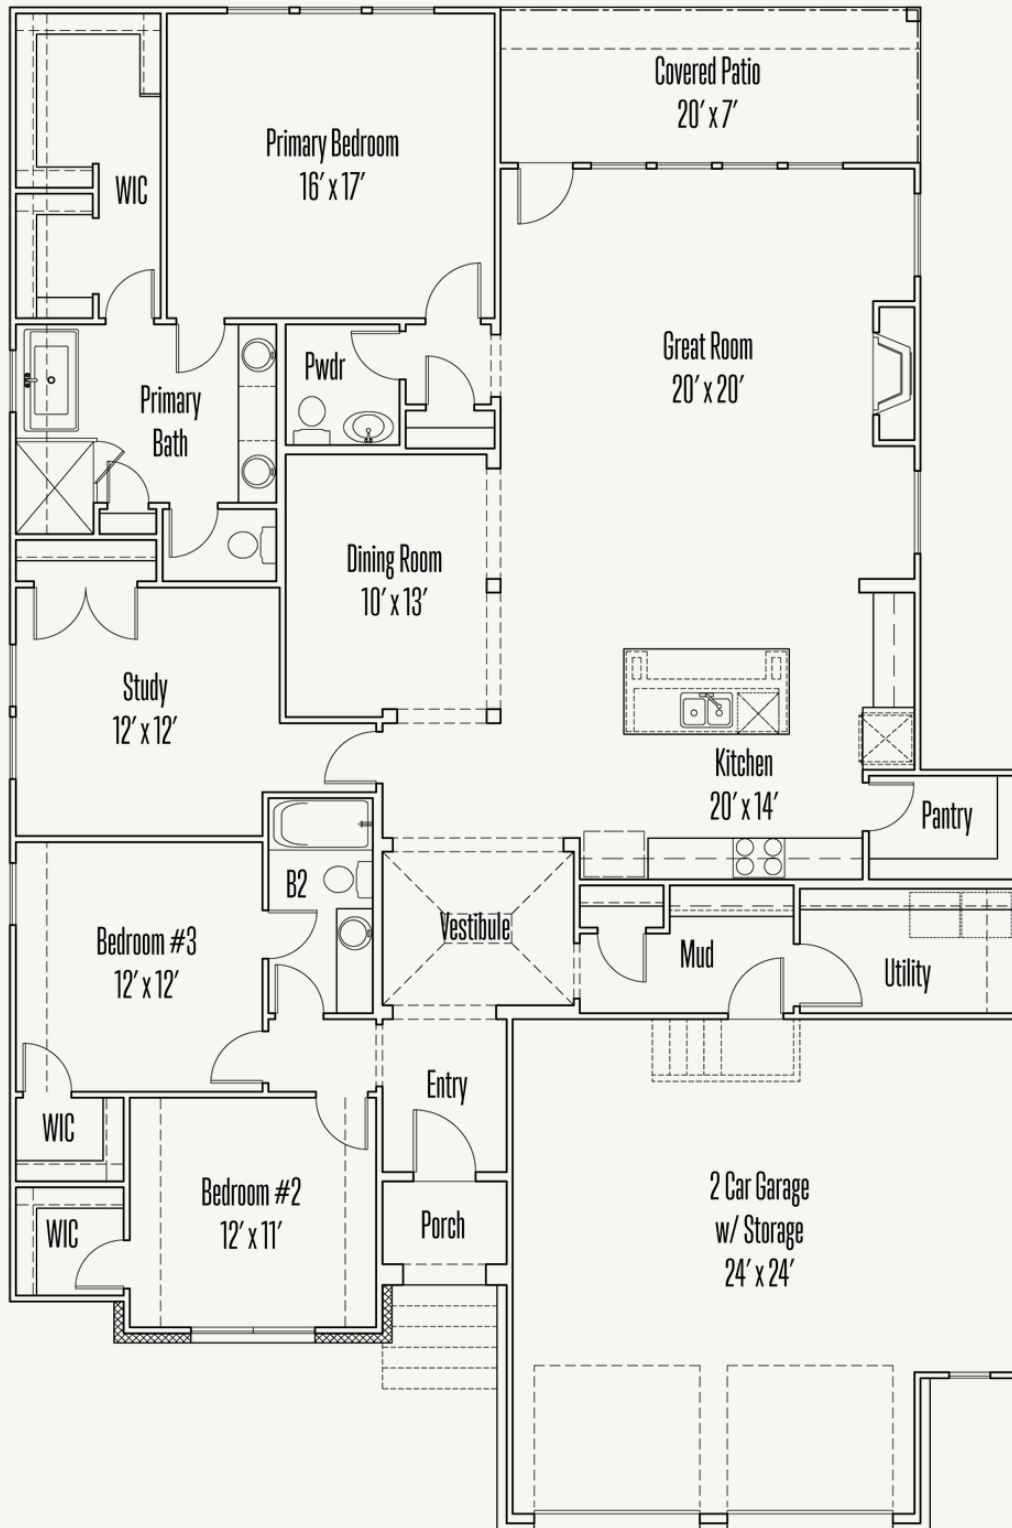 Covered Patio
20' x 7'
Primary Bedroom
16' x 17'
WIC
Great Room
20' x 20'
Pwdr
Primary
Bath
Dining Room
10' x 13'
Study
12' x 12'
Kitchen
20' x 14'
Pantry
B2
Vestibule
Bedroom #3
12' x 12'
Mud
Utility
Entry
WIC
Bedroom #2
12' x 11'
WIC
Porch
2 Car Garage
w/ Storage
24' x 24'